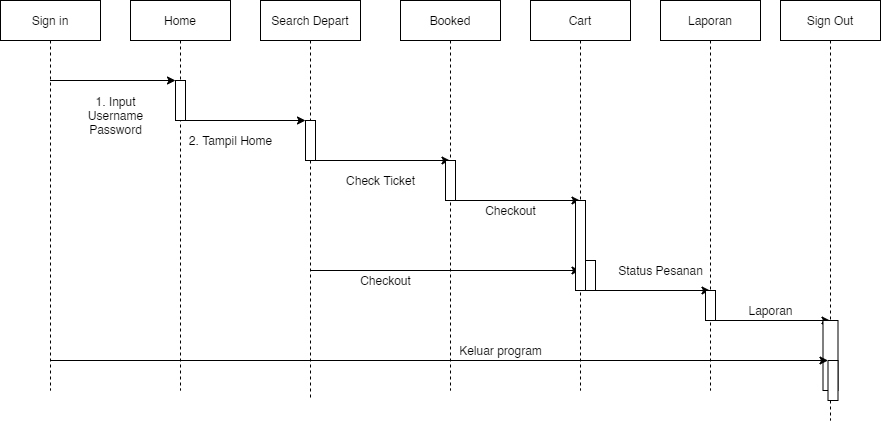 Sign in
Home
Search Depart
Booked
Cart
Laporan
Sign Out
1. Input
Username
Password
2. Tampil Home
Check Ticket
Checkout
Checkout
Status Pesanan
Laporan
Keluar program